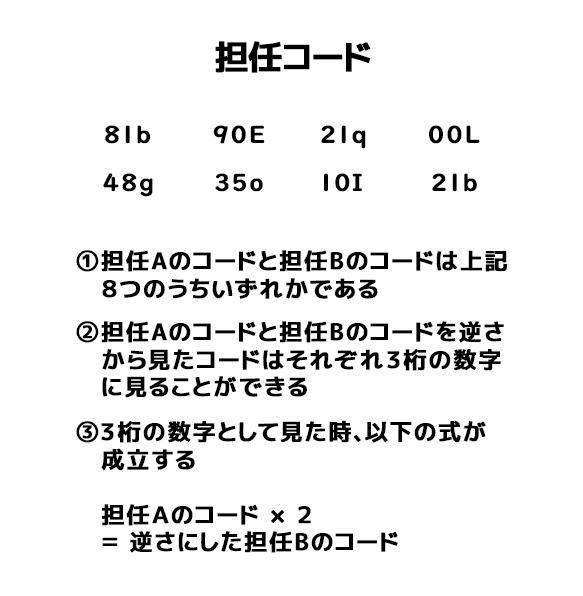 担任コード
81b 90E 21q 00L
48g 35o 10I 21b
①担任Aのコードと担任Bのコードは上記
8つのうちいずれかである
②担任Aのコードと担任Bのコードを逆さ
から見たコードはそれぞれ3桁の数字
に見ることができる
③3桁の数字として見た時、以下の式が
成立する
担任Aのコード × 2
= 逆さにした担任Bのコード